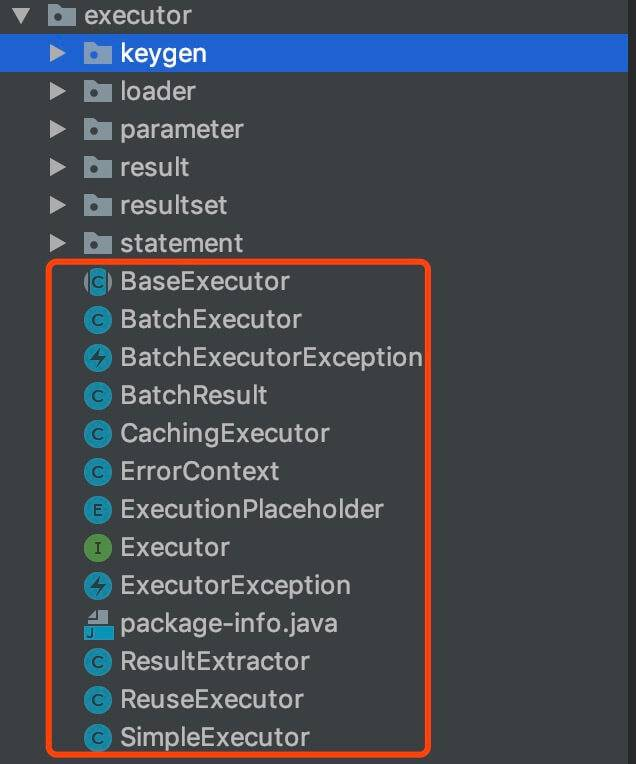 executor
keygen
loader
parameter
result
resultset
statement
BaseExecutor
BatchExecutor
BatchExecutorException
BatchResult
CachingExecutor
ErrorContext
ExecutionPlaceholder
Executor
ExecutorException
package-info.java
ResultExtractor
ReuseExecutor
SimpleExecutor